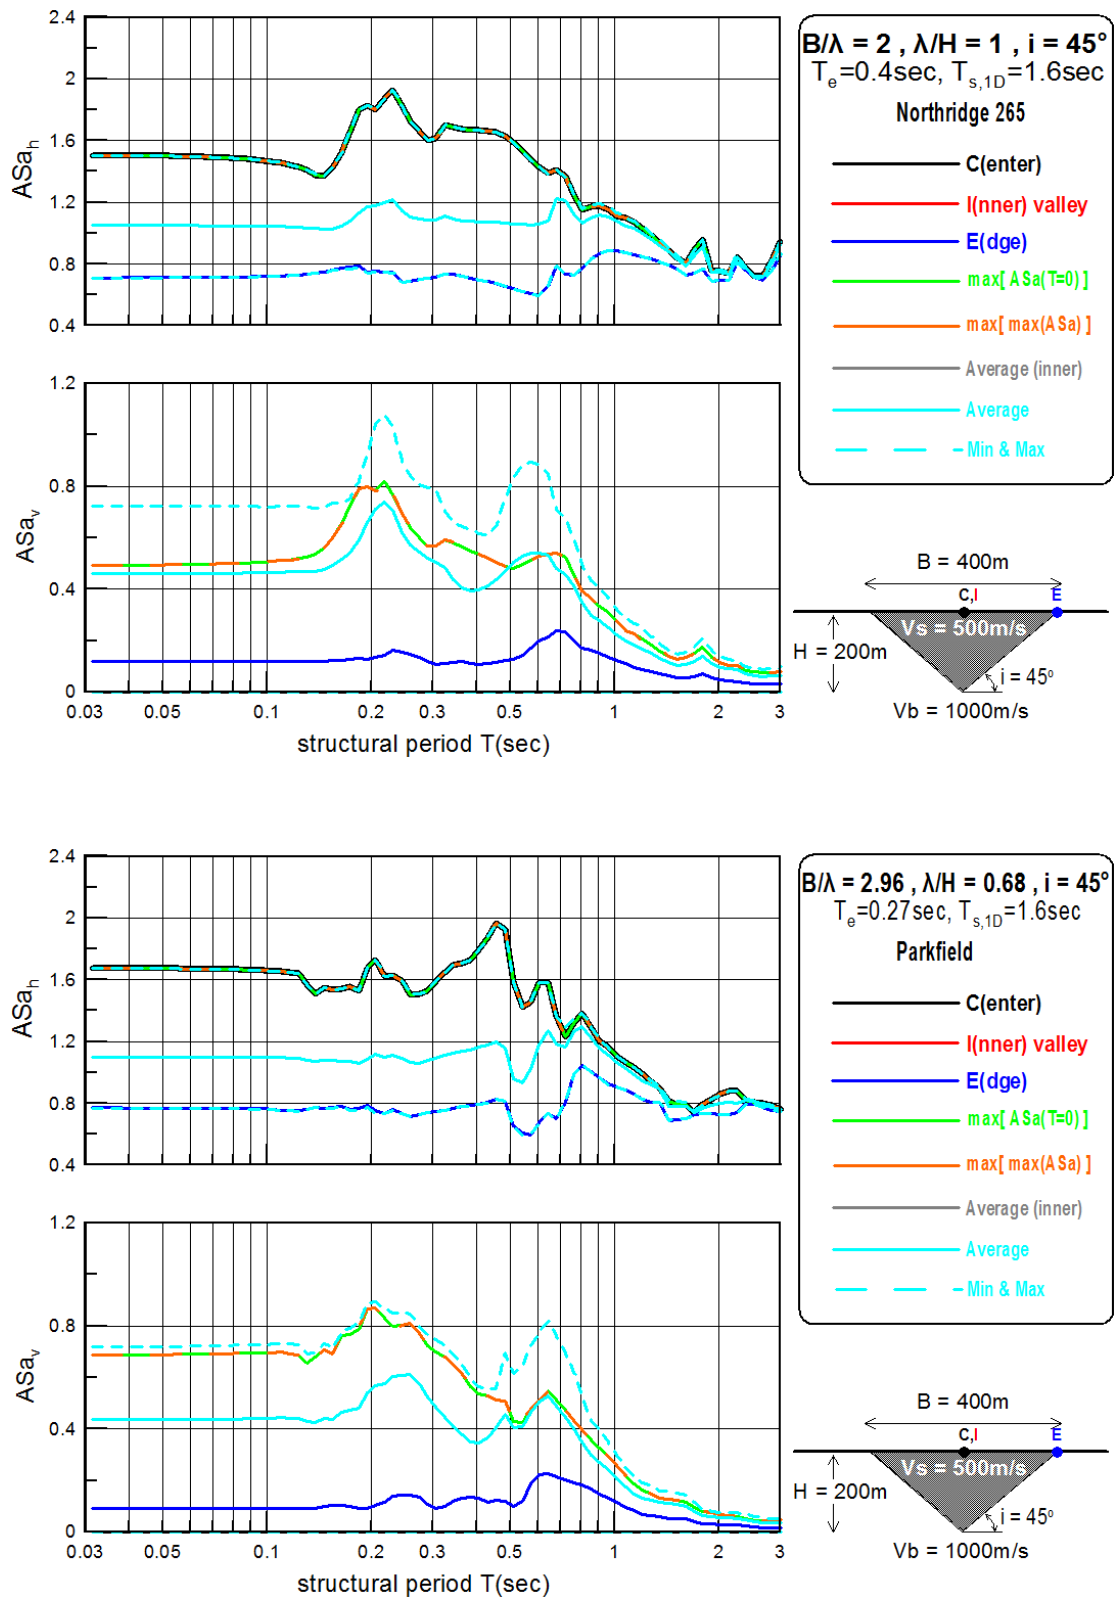 2.4
2
1.6
1.2
0.8
0.4
ASa_h
B/λ = 2 , λ/H = 1 , i = 45°
T_e=0.4sec, T_s,1D=1.6sec
Northridge 265
C(enter)
I(nner) valley
E(dge)
max[ ASa(T=0) ]
max[ max(ASa) ]
Average (inner)
Average
Min & Max
1.2
0.8
0.4
0
ASa_v
0.03 0.05 0.1 0.2 0.3 0.5 1 3
structural period T(sec)
B = 400m
C,I E
Vs = 500m/s
H = 200m
i = 45°
Vb = 1000m/s
2.4
2
1.6
1.2
0.8
0.4
ASa_h
B/λ = 2.96 , λ/H = 0.68 , i = 45°
T_e=0.27sec, T_s,1D=1.6sec
Parkfield
C(enter)
I(nner) valley
E(dge)
max[ ASa(T=0) ]
max[ max(ASa) ]
Average (inner)
Average
Min & Max
1.2
0.8
0.4
0
ASa_v
0.03 0.05 0.1 0.2 0.3 0.5 1 3
structural period T(sec)
B = 400m
C,I E
Vs = 500m/s
H = 200m
i = 45°
Vb = 1000m/s